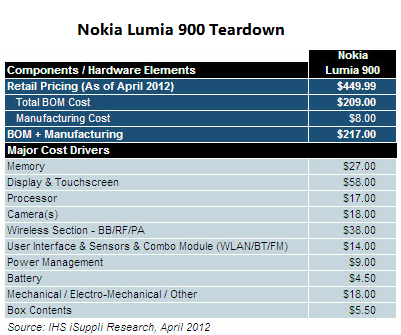 Nokia Lumia 900 Teardown
Nokia
Components / Hardware Elements Lumia 900
Retail Pricing (As of April 2012) $449.99
Total BOM Cost $209.00
Manufacturing Cost $8.00
BOM + Manufacturing $217.00
Major Cost Drivers
Memory $27.00
Display & Touchscreen $58.00
Processor $17.00
Camera(s) $18.00
Wireless Section - BB/RF/PA $38.00
User Interface & Sensors & Combo Module (WLAN/BT/FM) $14.00
Power Management $9.00
Battery $4.50
Mechanical / Electro-Mechanical / Other $18.00
Box Contents $5.50
Source: IHS iSuppli Research, April 2012